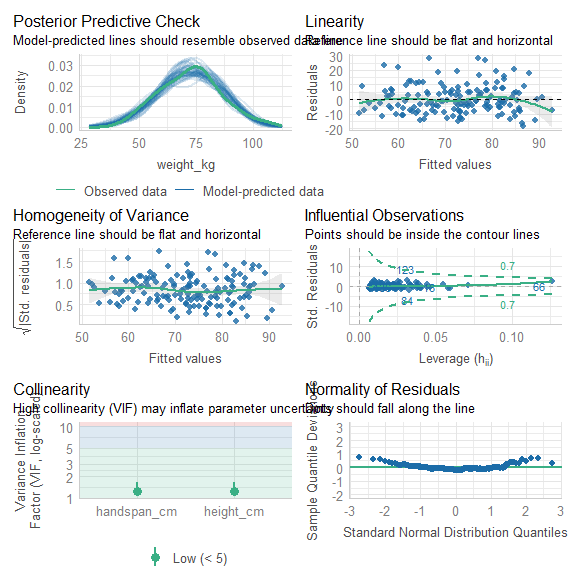 Posterior Predictive Check
Model-predicted lines should resemble observed data line
Density
0.03
0.02
0.01
0.00
25
50
75
100
weight_kg
Observed data
Model-predicted data
Linearity
Reference line should be flat and horizontal
Residuals
30
20
10
0
-10
-20
50
60
70
80
90
Fitted values
Homogeneity of Variance
Reference line should be flat and horizontal
√|Std. residuals|
1.5
1.0
0.5
50
60
70
80
90
Fitted values
Influential Observations
Points should be inside the contour lines
Std. Residuals
10
0
-10
123
84
66
0.7
0.7
0.00
0.05
0.10
Leverage (hii)
Collinearity
High collinearity (VIF) may inflate parameter uncertainty
Variance Inflation
Factor (VIF, log-scaled)
10
5
3
2
1
handspan_cm
height_cm
Low (< 5)
Normality of Residuals
Dots should fall along the line
Sample Quantile Deviations
3
2
1
0
-1
-2
-3
-2
-1
0
1
2
3
Standard Normal Distribution Quantiles